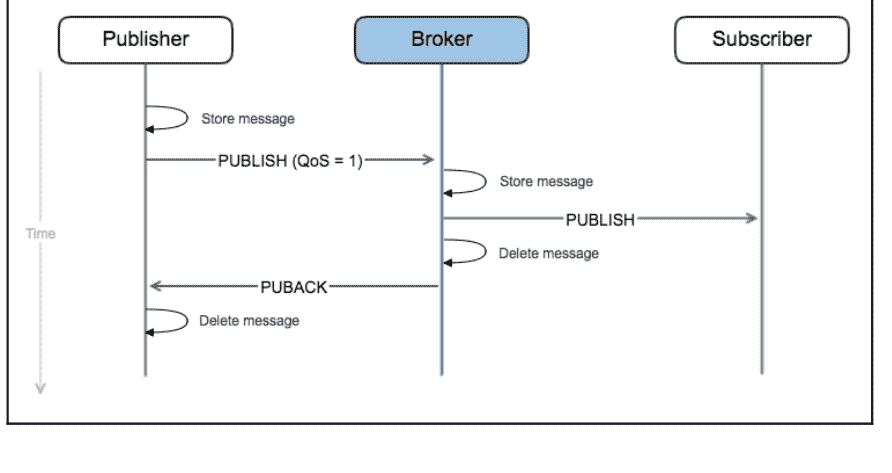 Publisher
Broker
Subscriber
Store message
PUBLISH (QoS = 1)
Store message
PUBLISH
Time
Delete message
PUBACK
Delete message